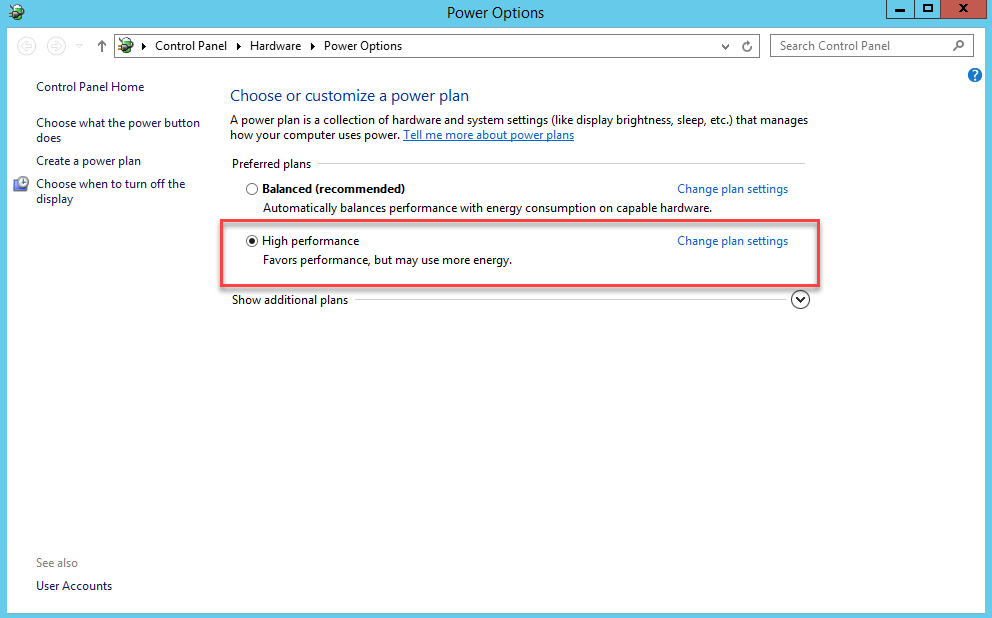 Power Options
Control Panel Hardware Power Options
Search Control Panel
Control Panel Home
Choose what the power button
does
Create a power plan
Choose when to turn off the
display
Choose or customize a power plan
A power plan is a collection of hardware and system settings (like display brightness, sleep, etc.) that manages
how your computer uses power. Tell me more about power plans
Preferred plans
Balanced (recommended) Change plan settings
Automatically balances performance with energy consumption on capable hardware.
High performance Change plan settings
Favors performance, but may use more energy.
Show additional plans
See also
User Accounts